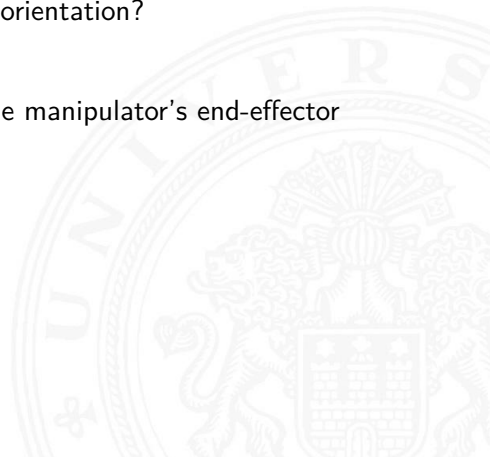 orientation?
e manipulator's end-effector
U N I V E R S